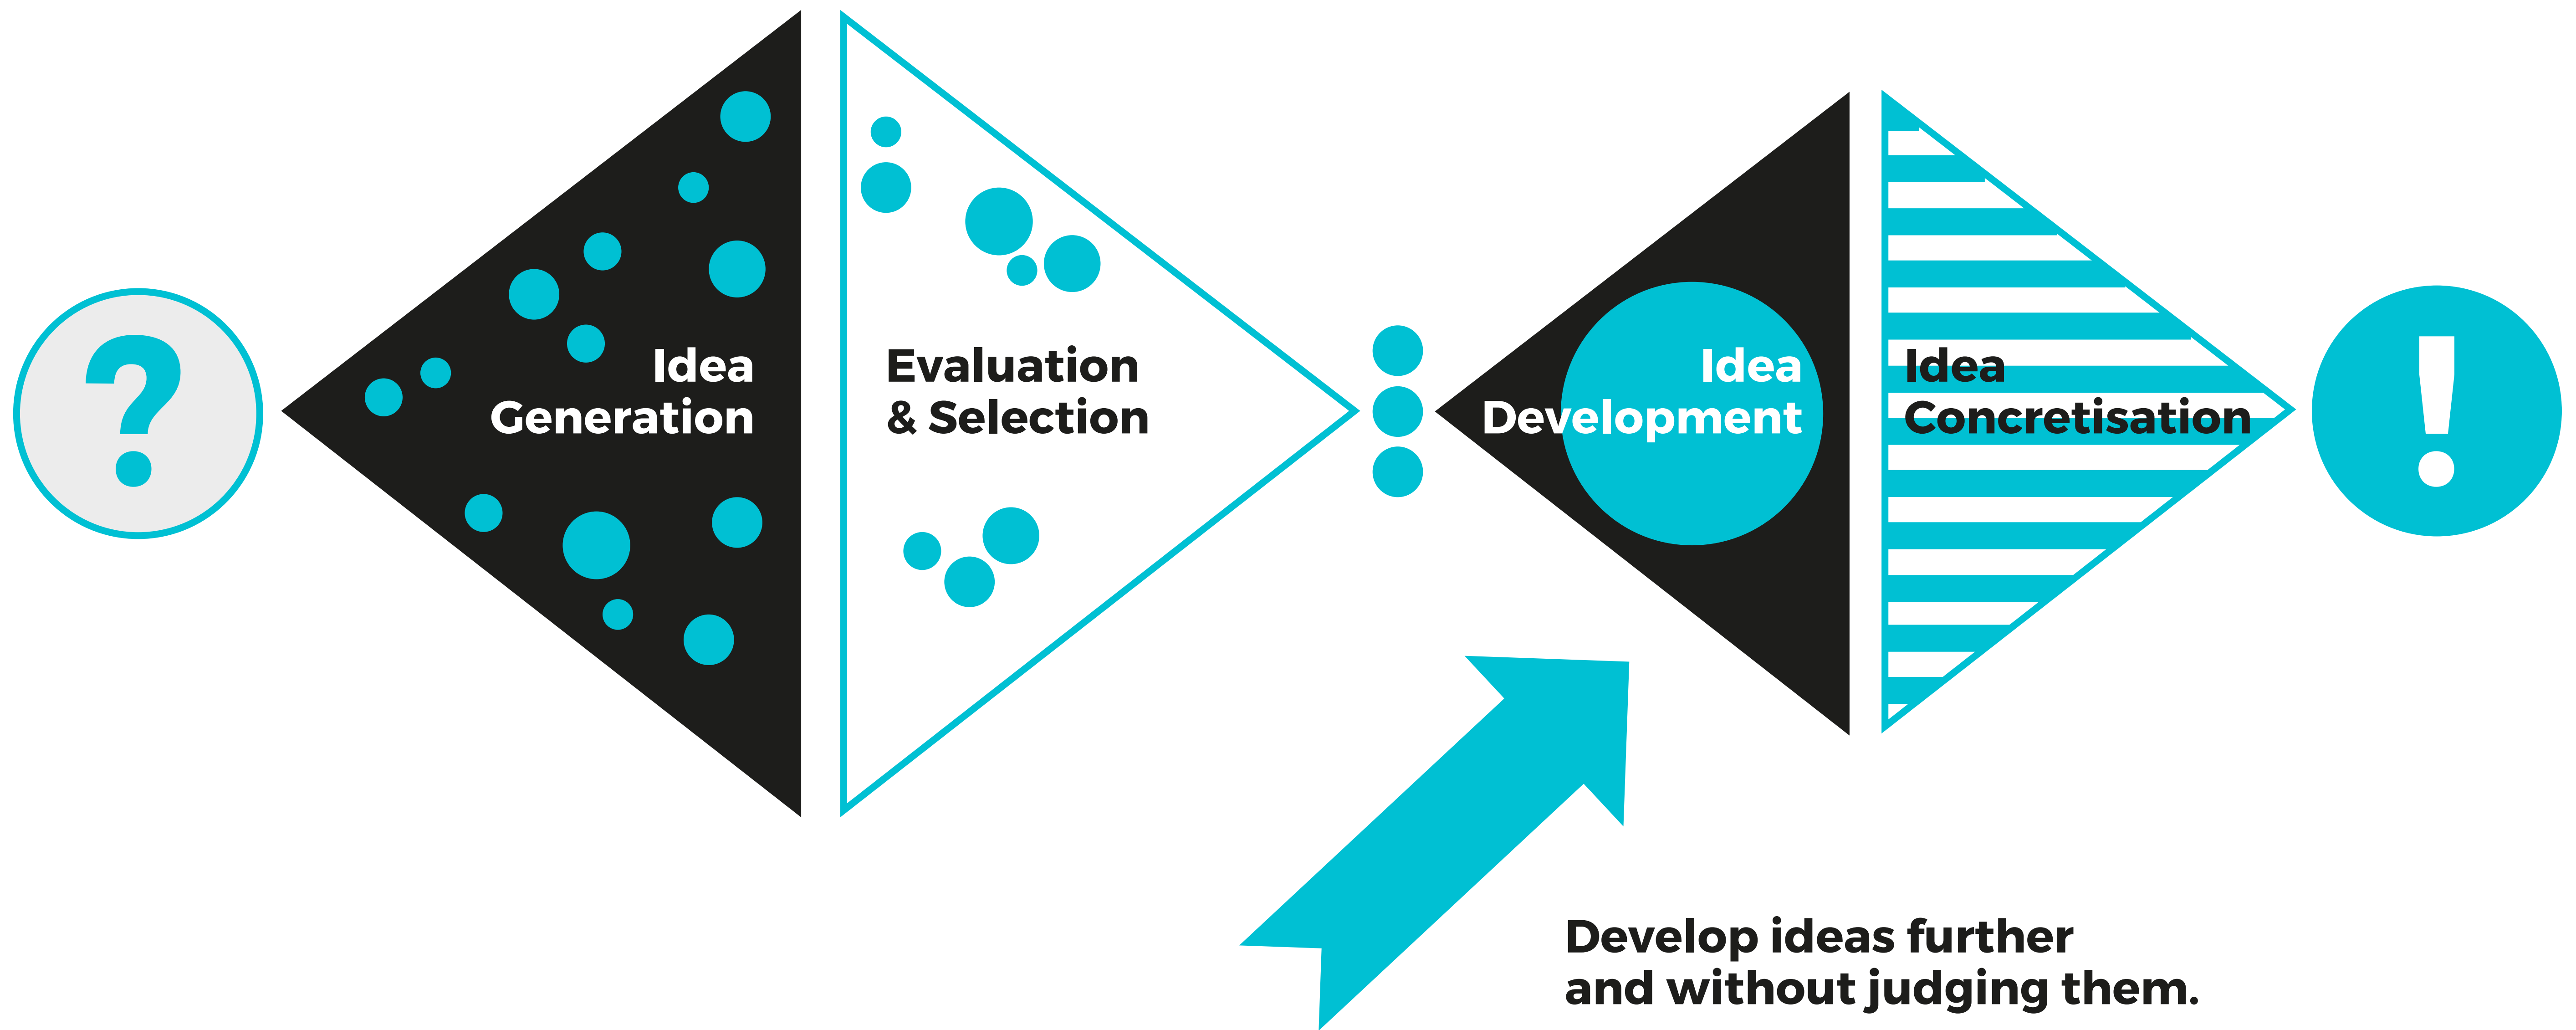 ?
Idea
Generation
Evaluation
& Selection
Idea
Development
Idea
Concretisation
!
Develop ideas further
and without judging them.